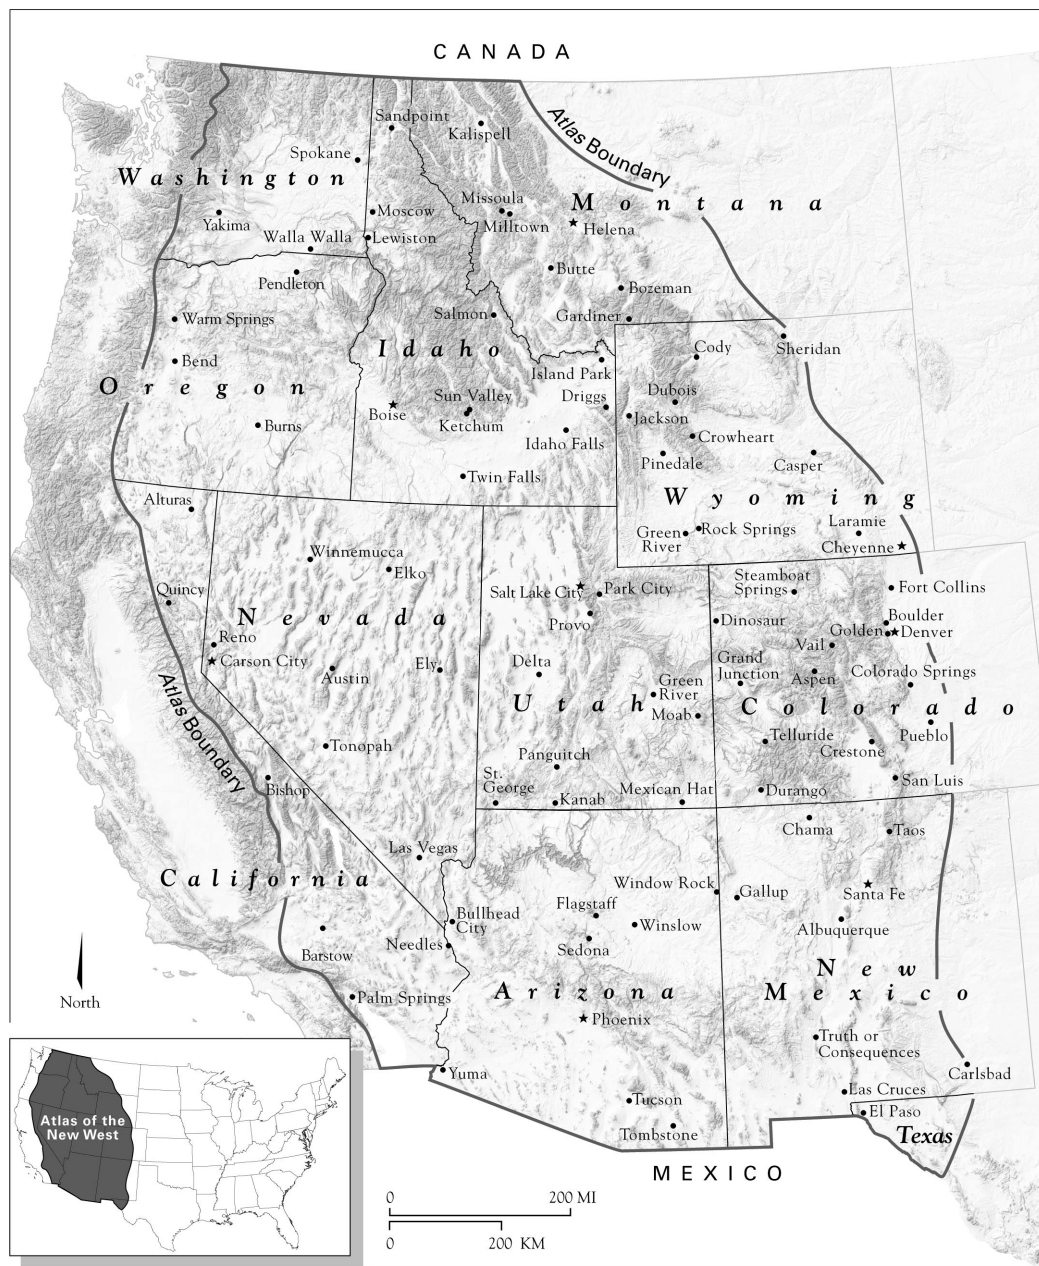 CANADA
Atlas Boundary
Sandpoint
Kalispell
Spokane
Washington
Missoula
Montana
Moscow
Milltown
Helena
Yakima
Walla Walla
Lewiston
Butte
Pendleton
Bozeman
Salmon
Gardiner
Warm Springs
Idaho
Cody
Sheridan
Bend
Island Park
Oregon
Sun Valley
Driggs
Dubois
Boise
Ketchum
Jackson
Burns
Idaho Falls
Crowheart
Pinedale
Casper
Twin Falls
Wyoming
Alturas
Green
River
Rock Springs
Laramie
Cheyenne
Winnemucca
Elko
Steamboat
Springs
Fort Collins
Quincy
Salt Lake City
Park City
Nevada
Provo
Dinosaur
Boulder
Golden
Denver
Reno
Vail
Carson City
Ely
Delta
Grand
Junction
Aspen
Colorado Springs
Austin
Green
River
Utah
Moab
Colorado
Atlas Boundary
Tonopah
Telluride
Crestone
Pueblo
Panguitch
St.
George
Bishop
Kanab
Mexican Hat
Durango
San Luis
Chama
Taos
Las Vegas
California
Window Rock
Gallup
Santa Fe
Bullhead
City
Flagstaff
Winslow
Albuquerque
Needles
Sedona
Barstow
New
Mexico
North
Palm Springs
Arizona
Phoenix
Truth or
Consequences
Yuma
Carlsbad
Las Cruces
Tucson
El Paso
Tombstone
Texas
Atlas of the
New West
MEXICO
0 200 MI
0 200 KM